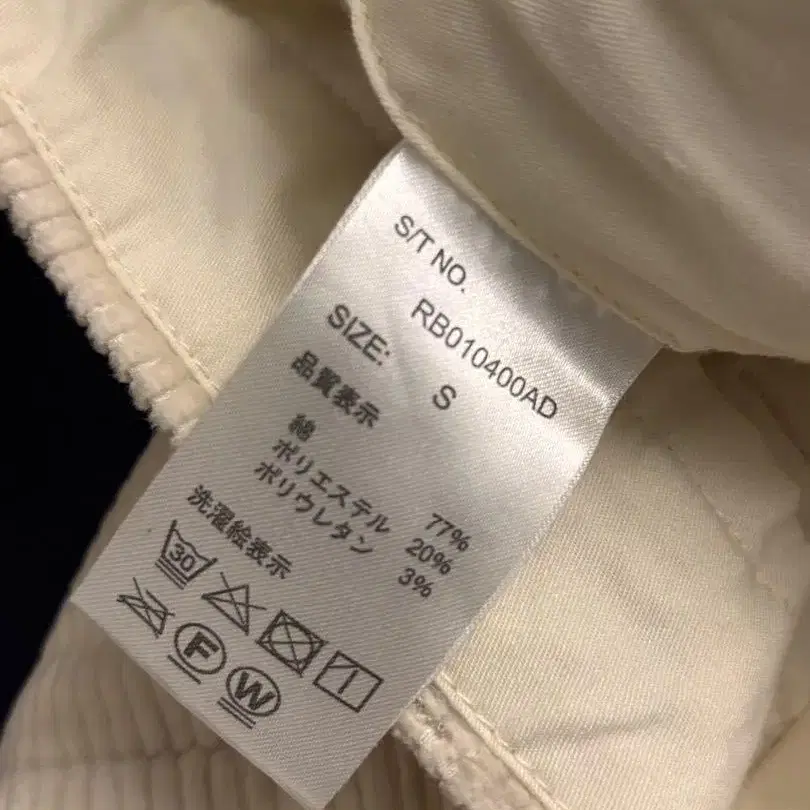 S/T NO.
RB010400AD
SIZE: S
品質表示
綿 77%
ポリエステル 20%
ポリウレタン 3%
洗濯絵表示
30
F W